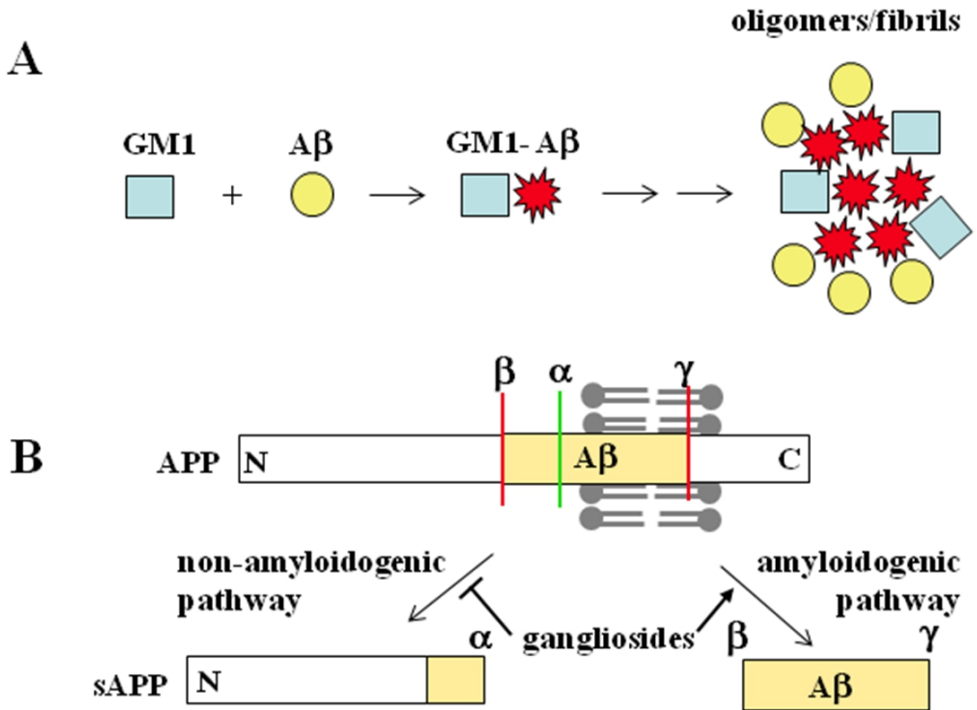 oligomers/fibrils
A
GM1
Aβ
GM1- Aβ
+
β
α
γ
B
APP
N
Aβ
C
non-amyloidogenic
pathway
amyloidogenic
pathway
α
gangliosides
β
γ
sAPP
N
Aβ